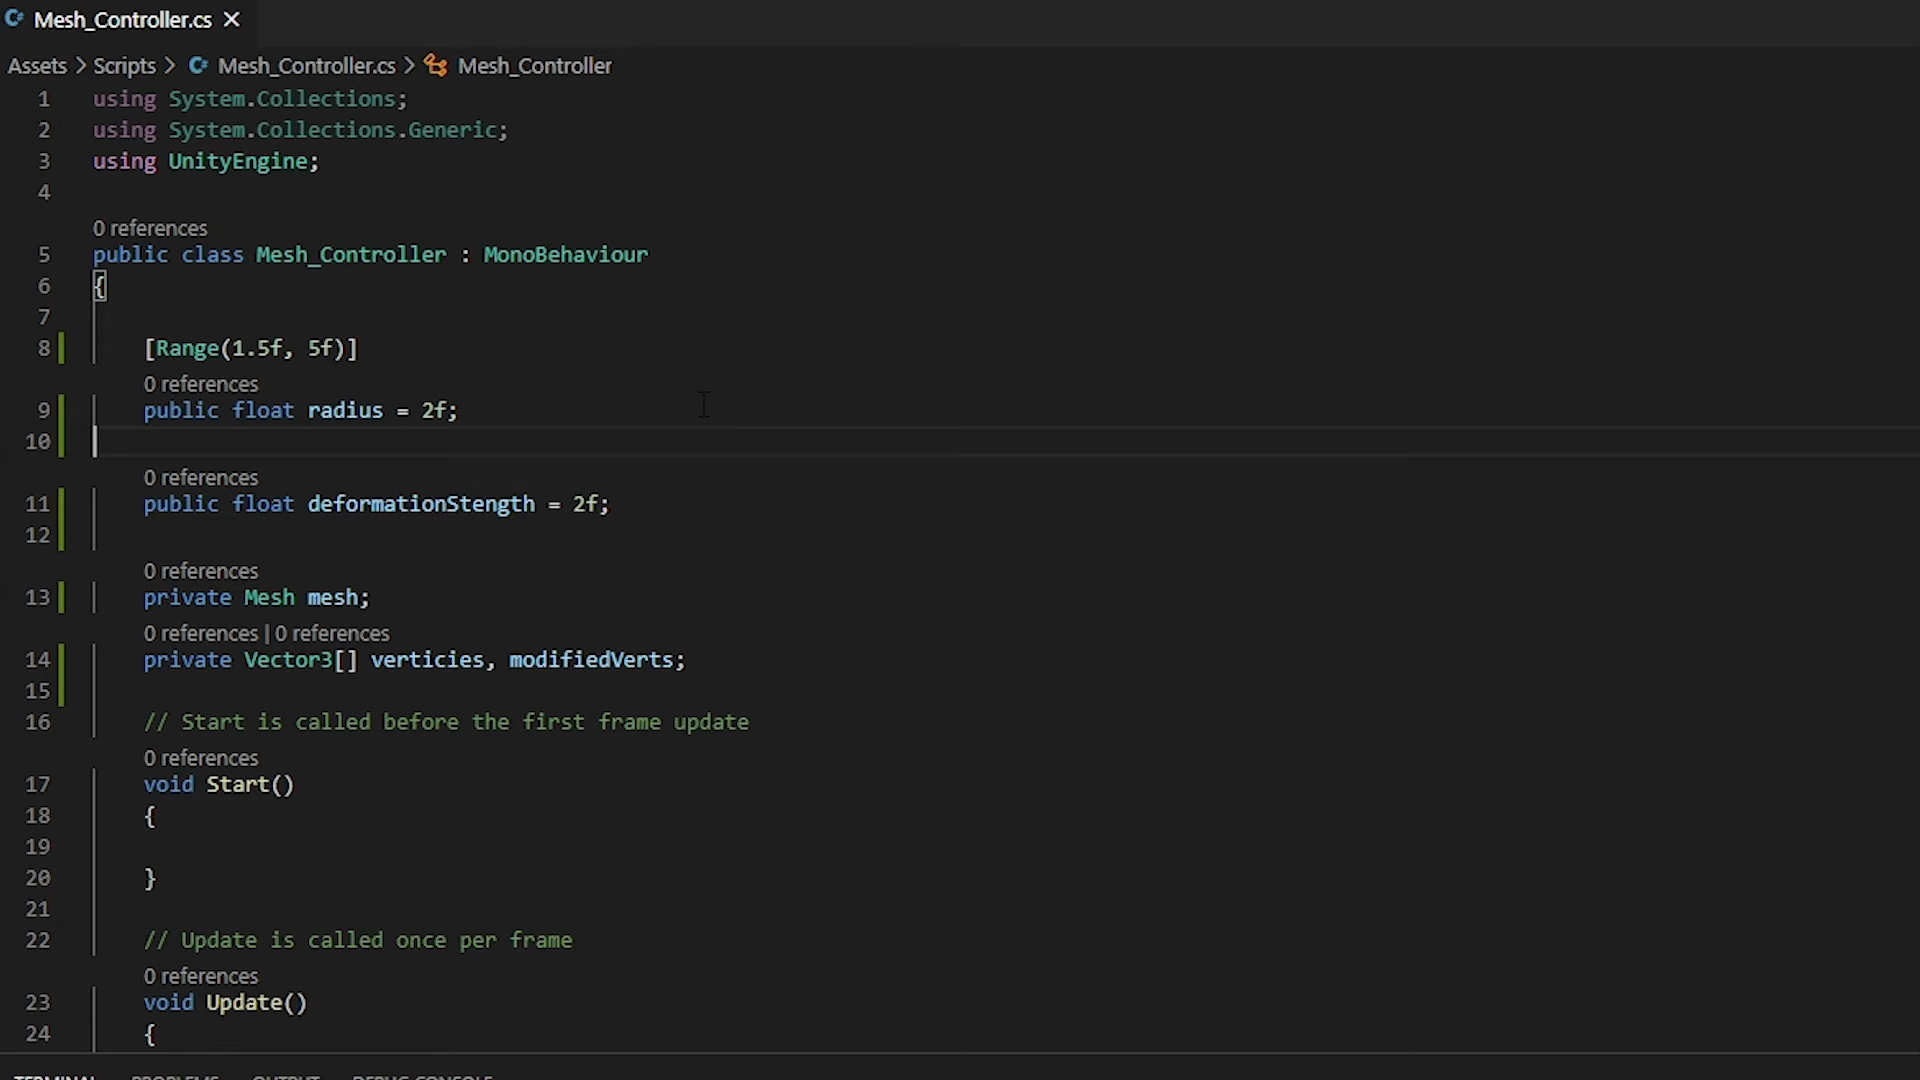 Mesh_Controller.cs
Assets > Scripts > Mesh_Controller.cs > Mesh_Controller
1 using System.Collections;
2 using System.Collections.Generic;
3 using UnityEngine;
4
0 references
5 public class Mesh_Controller : MonoBehaviour
6 {
7
8 [Range(1.5f, 5f)]
0 references
9 public float radius = 2f;
10
0 references
11 public float deformationStength = 2f;
12
0 references
13 private Mesh mesh;
0 references | 0 references
14 private Vector3[] verticies, modifiedVerts;
15
16 // Start is called before the first frame update
0 references
17 void Start()
18 {
19
20 }
21
22 // Update is called once per frame
0 references
23 void Update()
24 {
TERMINAL PROBLEMS OUTPUT DEBUG CONSOLE